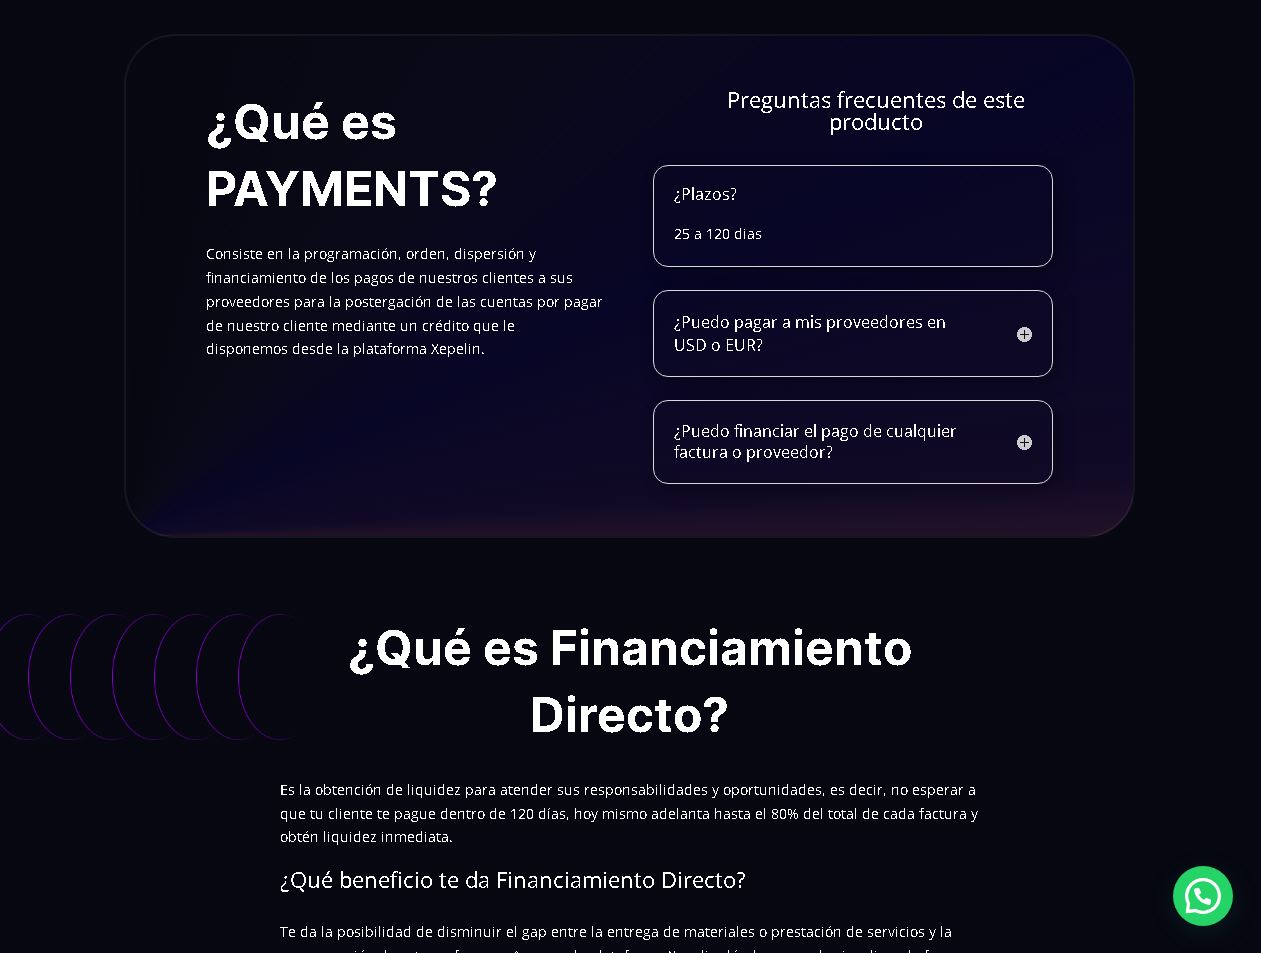 ¿Qué es
PAYMENTS?
Consiste en la programación, orden, dispersión y
financiamiento de los pagos de nuestros clientes a sus
proveedores para la postergación de las cuentas por pagar
de nuestro cliente mediante un crédito que le
disponemos desde la plataforma Xepelin.
Preguntas frecuentes de este
producto
¿Plazos?
25 a 120 dias
¿Puedo pagar a mis proveedores en
USD o EUR?
¿Puedo financiar el pago de cualquier
factura o proveedor?
¿Qué es Financiamiento
Directo?
Es la obtención de liquidez para atender sus responsabilidades y oportunidades, es decir, no esperar a
que tu cliente te pague dentro de 120 días, hoy mismo adelanta hasta el 80% del total de cada factura y
obtén liquidez inmediata.
¿Qué beneficio te da Financiamiento Directo?
Te da la posibilidad de disminuir el gap entre la entrega de materiales o prestación de servicios y la